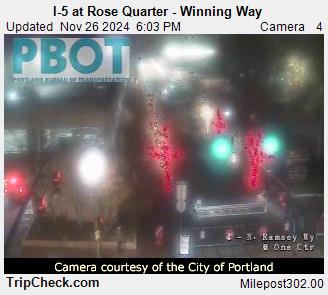 I-5 at Rose Quarter - Winning Way
Updated Nov 26 2024 6:03 PM Camera 4
PBOT
PORTLAND BUREAU OF TRANSPORTATION
N. Ramsey Wy
@ One Ctr
Camera courtesy of the City of Portland
TripCheck.com Milepost302.00